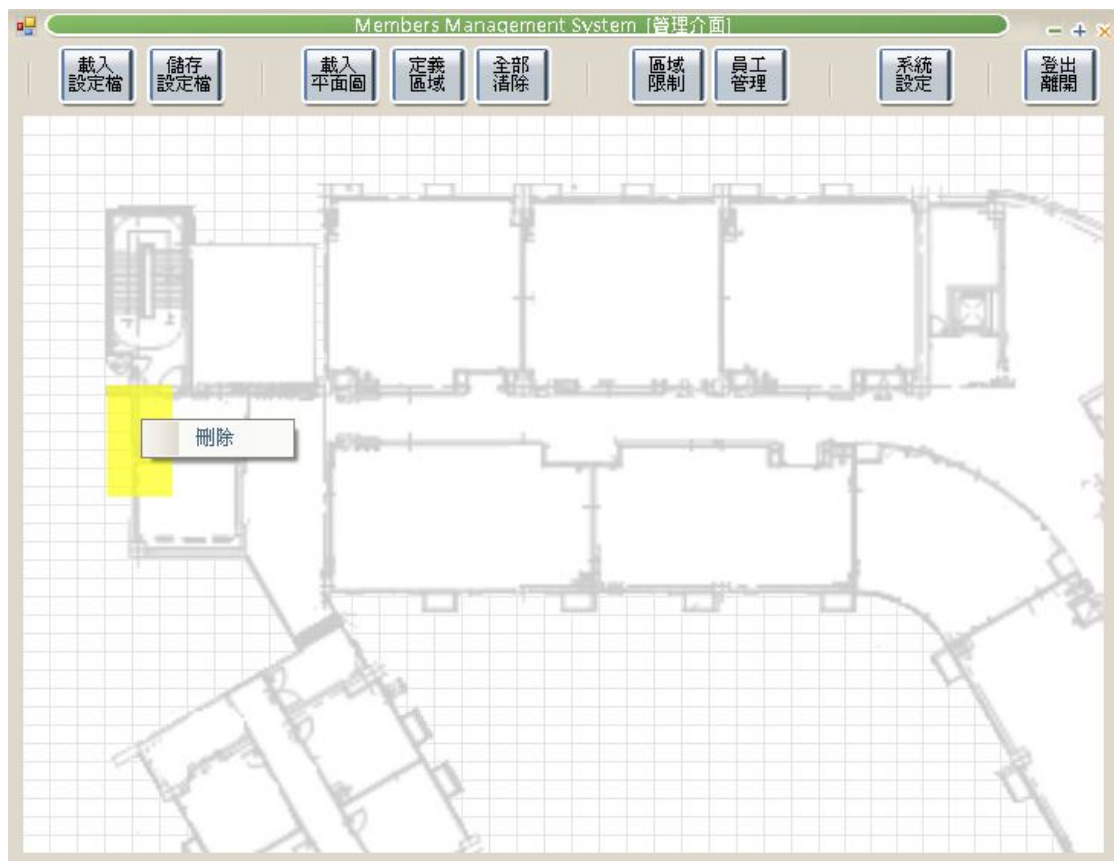 Members Management System [管理介面]
載入
設定檔
儲存
設定檔
載入
平面圖
定義
區域
全部
清除
區域
限制
員工
管理
系統
設定
登出
離開
下
上
刪除